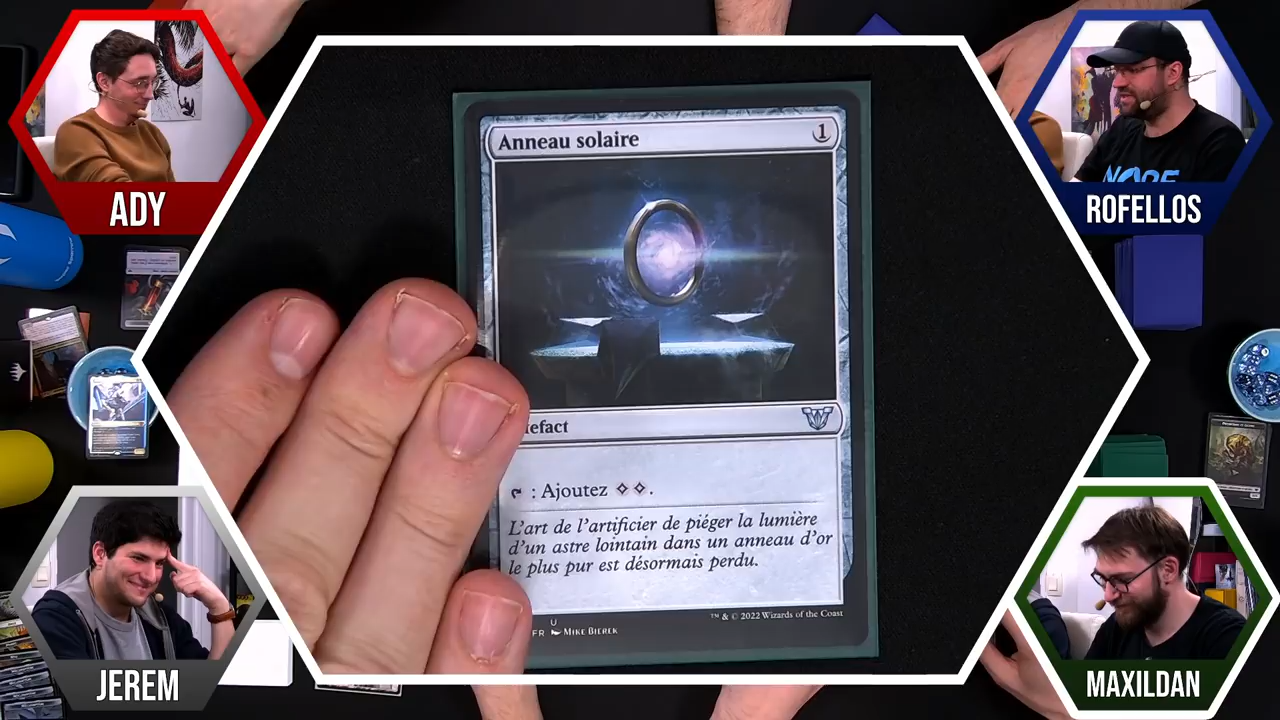 ADY
ROFELLOS
JEREM
MAXILDAN
Anneau solaire
1
efact
: Ajoutez
L'art de l'artificier de piéger la lumière
d'un astre lointain dans un anneau d'or
le plus pur est désormais perdu.
U
FR MIKE BIEREK
™ & © 2022 Wizards of the Coast